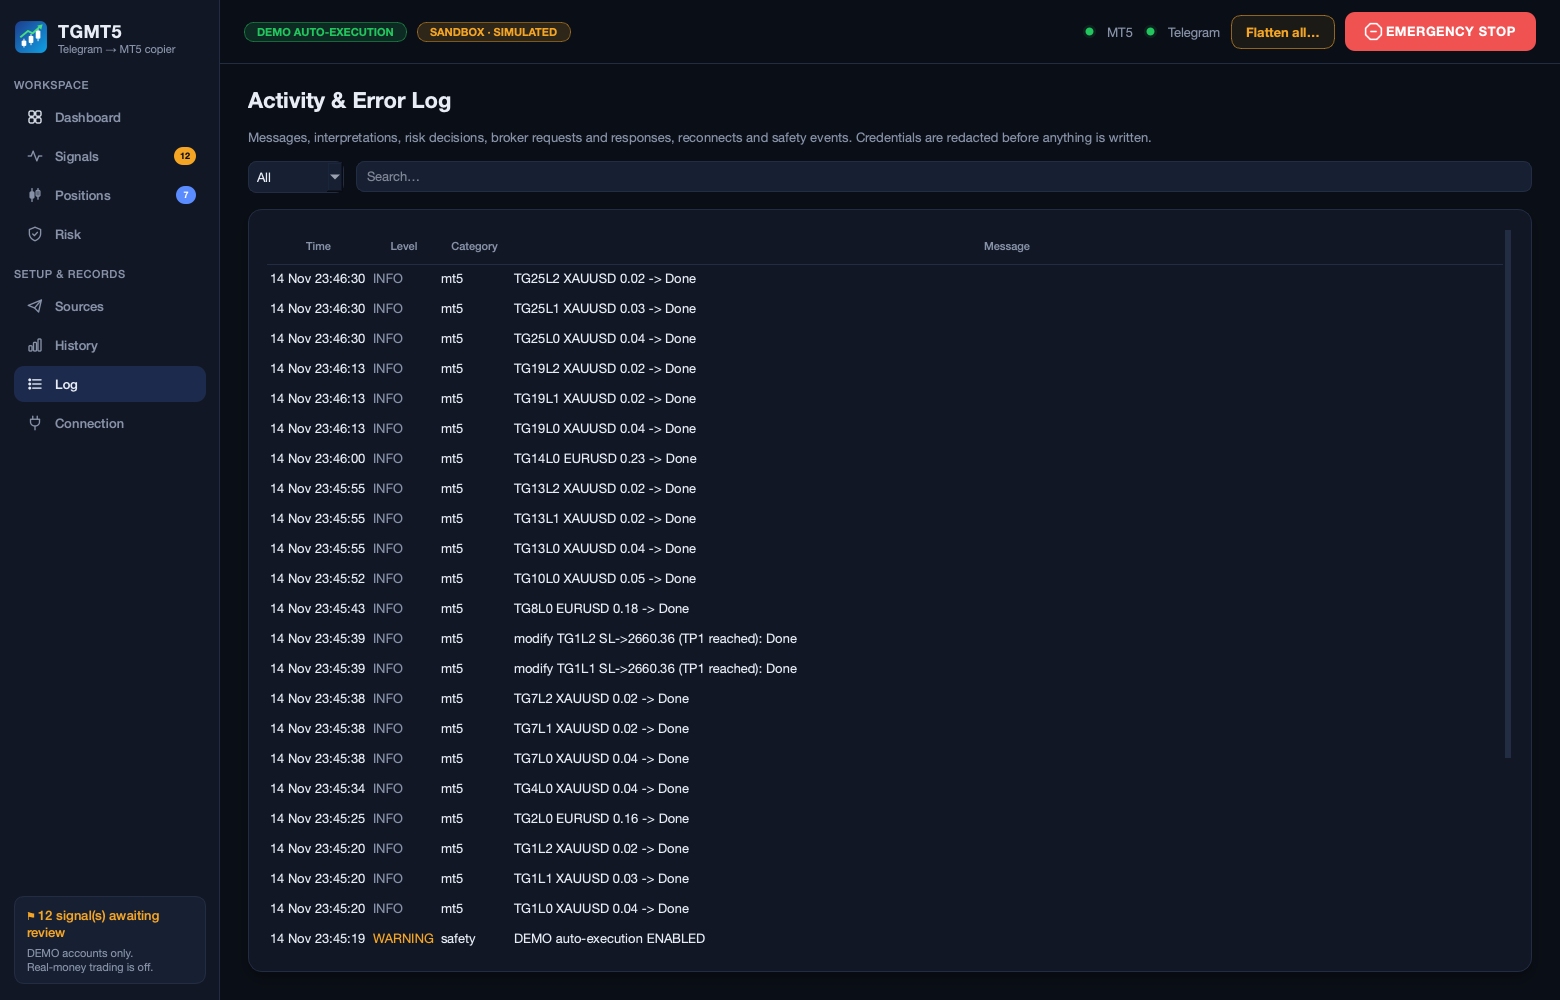 TGMT5
Telegram → MT5 copier
WORKSPACE
Dashboard
Signals 12
Positions 7
Risk
SETUP & RECORDS
Sources
History
Log
Connection
12 signal(s) awaiting
review
DEMO accounts only.
Real-money trading is off.
DEMO AUTO-EXECUTION SANDBOX · SIMULATED MT5 Telegram Flatten all... EMERGENCY STOP
Activity & Error Log
Messages, interpretations, risk decisions, broker requests and responses, reconnects and safety events. Credentials are redacted before anything is written.
All Search...
Time Level Category Message
14 Nov 23:46:30 INFO mt5 TG25L2 XAUUSD 0.02 -> Done
14 Nov 23:46:30 INFO mt5 TG25L1 XAUUSD 0.03 -> Done
14 Nov 23:46:30 INFO mt5 TG25L0 XAUUSD 0.04 -> Done
14 Nov 23:46:13 INFO mt5 TG19L2 XAUUSD 0.02 -> Done
14 Nov 23:46:13 INFO mt5 TG19L1 XAUUSD 0.02 -> Done
14 Nov 23:46:13 INFO mt5 TG19L0 XAUUSD 0.04 -> Done
14 Nov 23:46:00 INFO mt5 TG14L0 EURUSD 0.23 -> Done
14 Nov 23:45:55 INFO mt5 TG13L2 XAUUSD 0.02 -> Done
14 Nov 23:45:55 INFO mt5 TG13L1 XAUUSD 0.02 -> Done
14 Nov 23:45:55 INFO mt5 TG13L0 XAUUSD 0.04 -> Done
14 Nov 23:45:52 INFO mt5 TG10L0 XAUUSD 0.05 -> Done
14 Nov 23:45:43 INFO mt5 TG8L0 EURUSD 0.18 -> Done
14 Nov 23:45:39 INFO mt5 modify TG1L2 SL->2660.36 (TP1 reached): Done
14 Nov 23:45:39 INFO mt5 modify TG1L1 SL->2660.36 (TP1 reached): Done
14 Nov 23:45:38 INFO mt5 TG7L2 XAUUSD 0.02 -> Done
14 Nov 23:45:38 INFO mt5 TG7L1 XAUUSD 0.02 -> Done
14 Nov 23:45:38 INFO mt5 TG7L0 XAUUSD 0.04 -> Done
14 Nov 23:45:34 INFO mt5 TG4L0 XAUUSD 0.04 -> Done
14 Nov 23:45:25 INFO mt5 TG2L0 EURUSD 0.16 -> Done
14 Nov 23:45:20 INFO mt5 TG1L2 XAUUSD 0.02 -> Done
14 Nov 23:45:20 INFO mt5 TG1L1 XAUUSD 0.03 -> Done
14 Nov 23:45:20 INFO mt5 TG1L0 XAUUSD 0.04 -> Done
14 Nov 23:45:19 WARNING safety DEMO auto-execution ENABLED